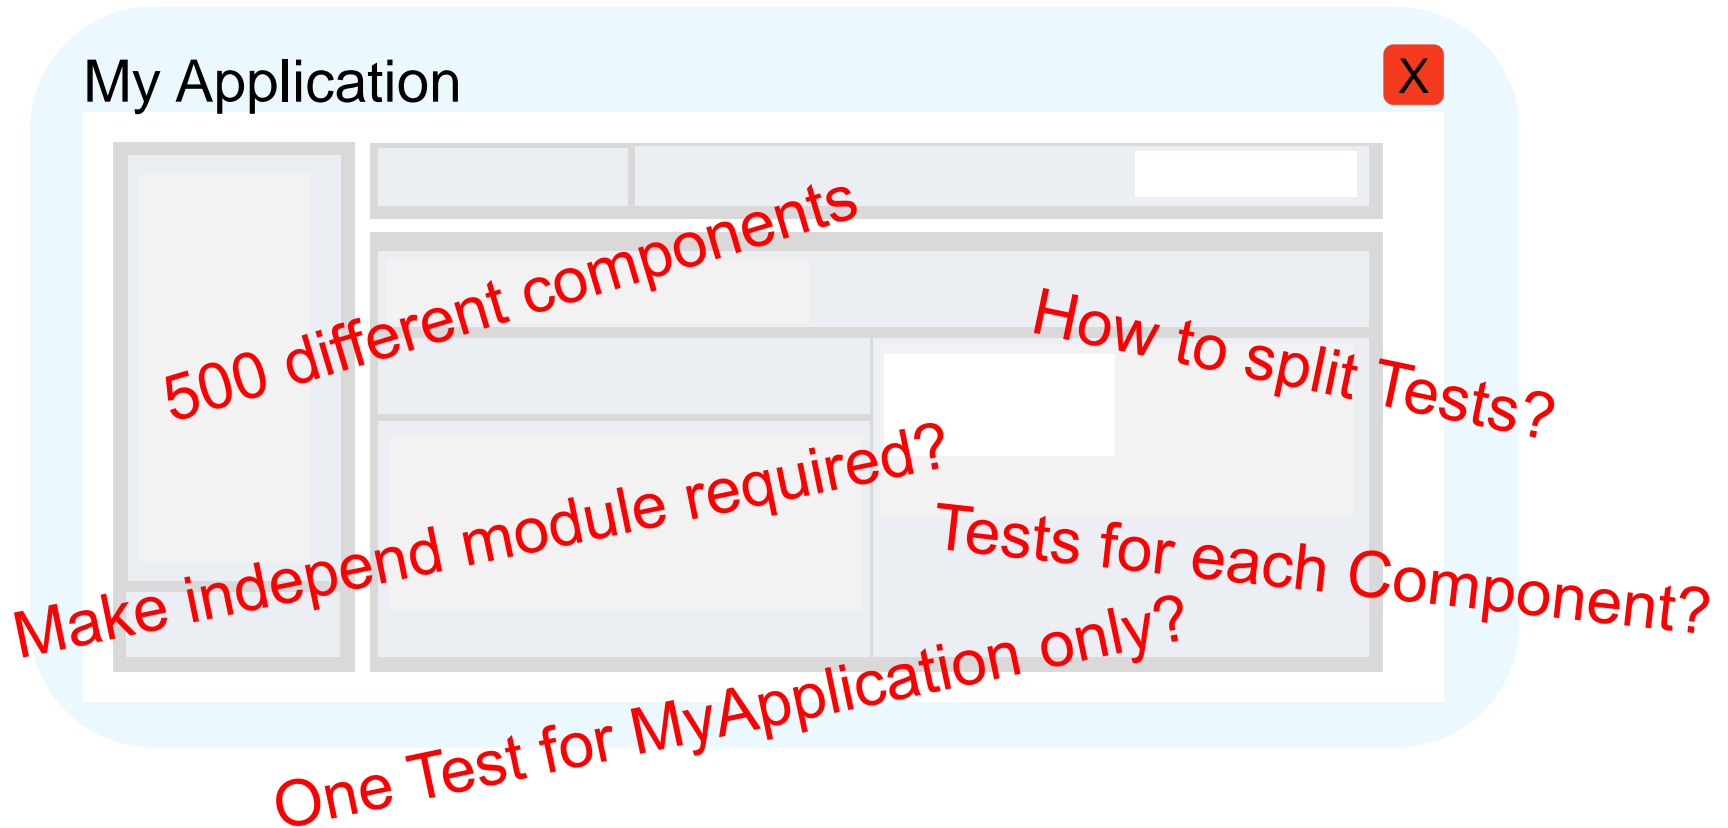 My Application
X
500 different components
How to split Tests?
Make independ module required?
Tests for each Component?
One Test for MyApplication only?